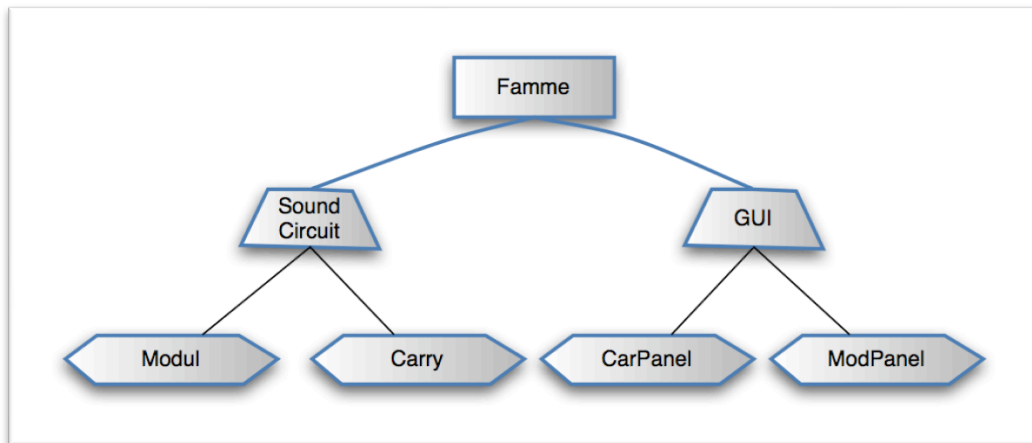 Famme
Sound
Circuit
GUI
Modul
Carry
CarPanel
ModPanel